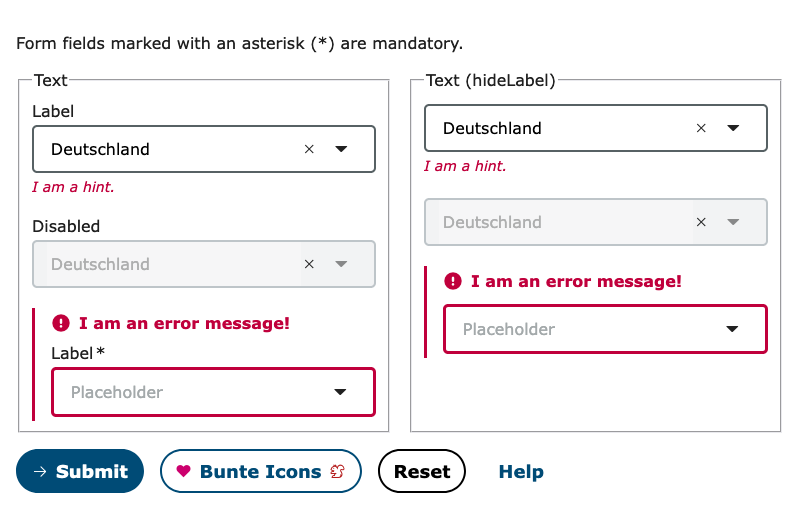 Form fields marked with an asterisk (*) are mandatory.
Text
Label
Deutschland
I am a hint.
Disabled
Deutschland
I am an error message!
Label*
Placeholder
Text (hideLabel)
Deutschland
I am a hint.
Deutschland
I am an error message!
Placeholder
Submit
Bunte Icons
Reset
Help